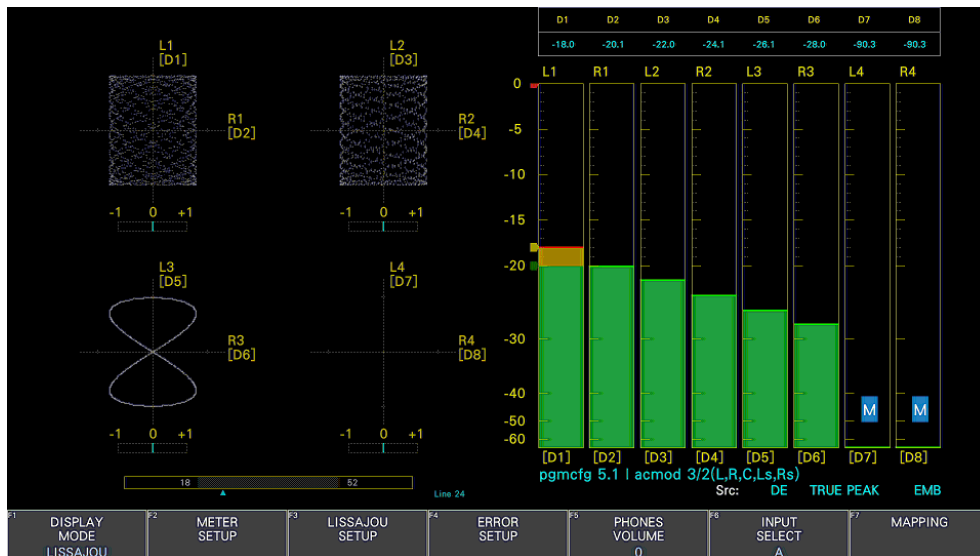 D1 D2 D3 D4 D5 D6 D7 D8
-18.0 -20.1 -22.0 -24.1 -26.1 -28.0 -90.3 -90.3
L1
[D1]
R1
[D2]
-1 0 +1
L2
[D3]
R2
[D4]
-1 0 +1
L3
[D5]
R3
[D6]
-1 0 +1
L4
[D7]
R4
[D8]
-1 0 +1
18 52
Line 24
L1 R1 L2 R2 L3 R3 L4 R4
0
-5
-10
-15
-20
-30
-40
-50
-60
M M
[D1] [D2] [D3] [D4] [D5] [D6] [D7] [D8]
pgmcfg 5.1 | acmod 3/2(L,R,C,Ls,Rs)
Src: DE TRUE PEAK EMB
F1 DISPLAY MODE
LISSAJOU
F2 METER
SETUP
F3 LISSAJOU
SETUP
F4 ERROR
SETUP
F5 PHONES
VOLUME
0
F6 INPUT
SELECT
A
F7 MAPPING